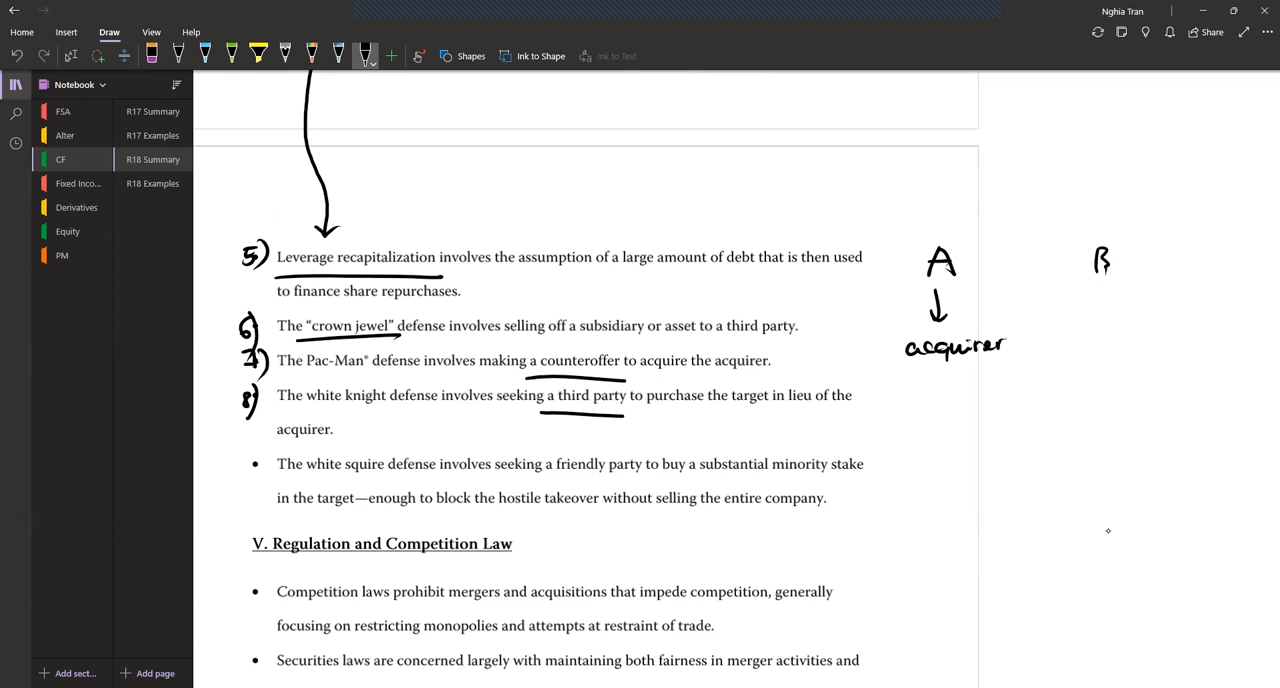 Nghia Tran
Home Insert Draw View Help
Share
Shapes Ink to Shape Ink to Text
Notebook
FSA
Alter
CF
Fixed Inco...
Derivatives
Equity
PM
R17 Summary
R17 Examples
R18 Summary
R18 Examples
5) Leverage recapitalization involves the assumption of a large amount of debt that is then used
to finance share repurchases.
6) The “crown jewel” defense involves selling off a subsidiary or asset to a third party.
7) The Pac-Man® defense involves making a counteroffer to acquire the acquirer.
8) The white knight defense involves seeking a third party to purchase the target in lieu of the
acquirer.
• The white squire defense involves seeking a friendly party to buy a substantial minority stake
in the target—enough to block the hostile takeover without selling the entire company.
V. Regulation and Competition Law
• Competition laws prohibit mergers and acquisitions that impede competition, generally
focusing on restricting monopolies and attempts at restraint of trade.
• Securities laws are concerned largely with maintaining both fairness in merger activities and
A B
acquirer
Add sect... Add page